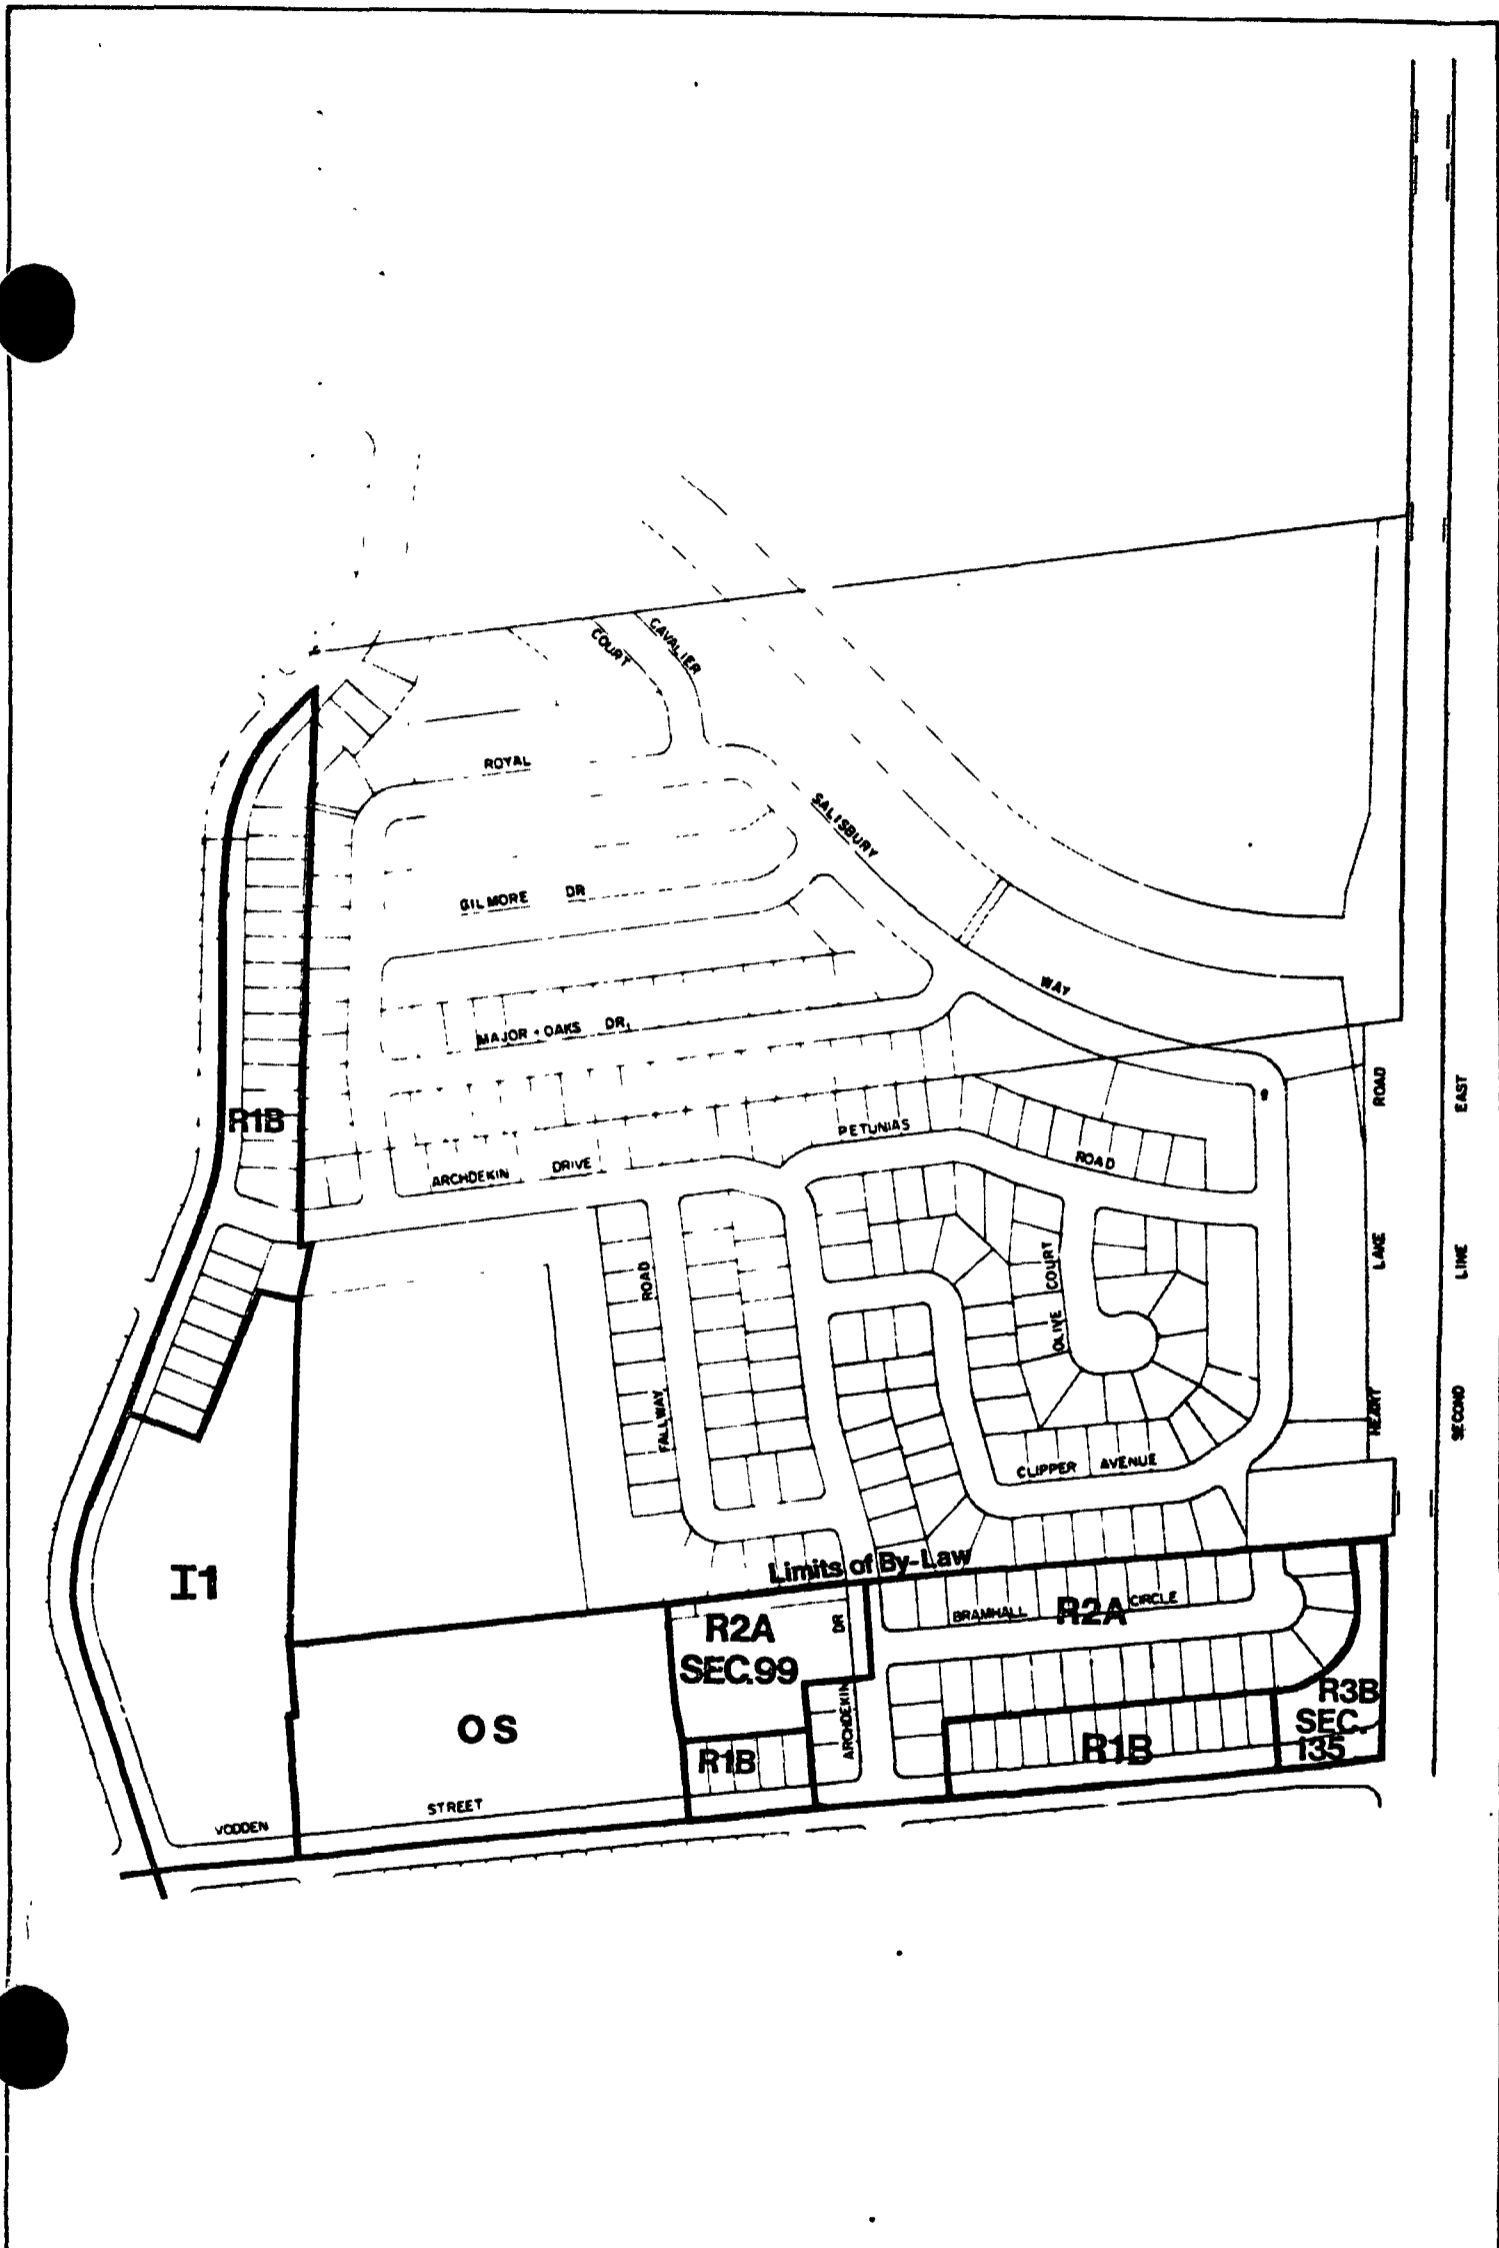 COURT
CAVALIER
ROYAL
SALISBURY
GILMORE DR
WAY
MAJOR OAKS DR.
ROAD
EAST
R1B
PETUNIAS
ROAD
ARCHDEKIN DRIVE
ROAD
COURT
LAKE
LINE
OLIVE
FALLWAY
HEART
SECOND
CLIPPER AVENUE
Limits of By-Law
I1
BRAMHALL
R2A
CIRCLE
R2A
SEC.99
DR
ARCHDEKIN
R3B
SEC.
135
OS
R1B
R1B
STREET
VODDEN